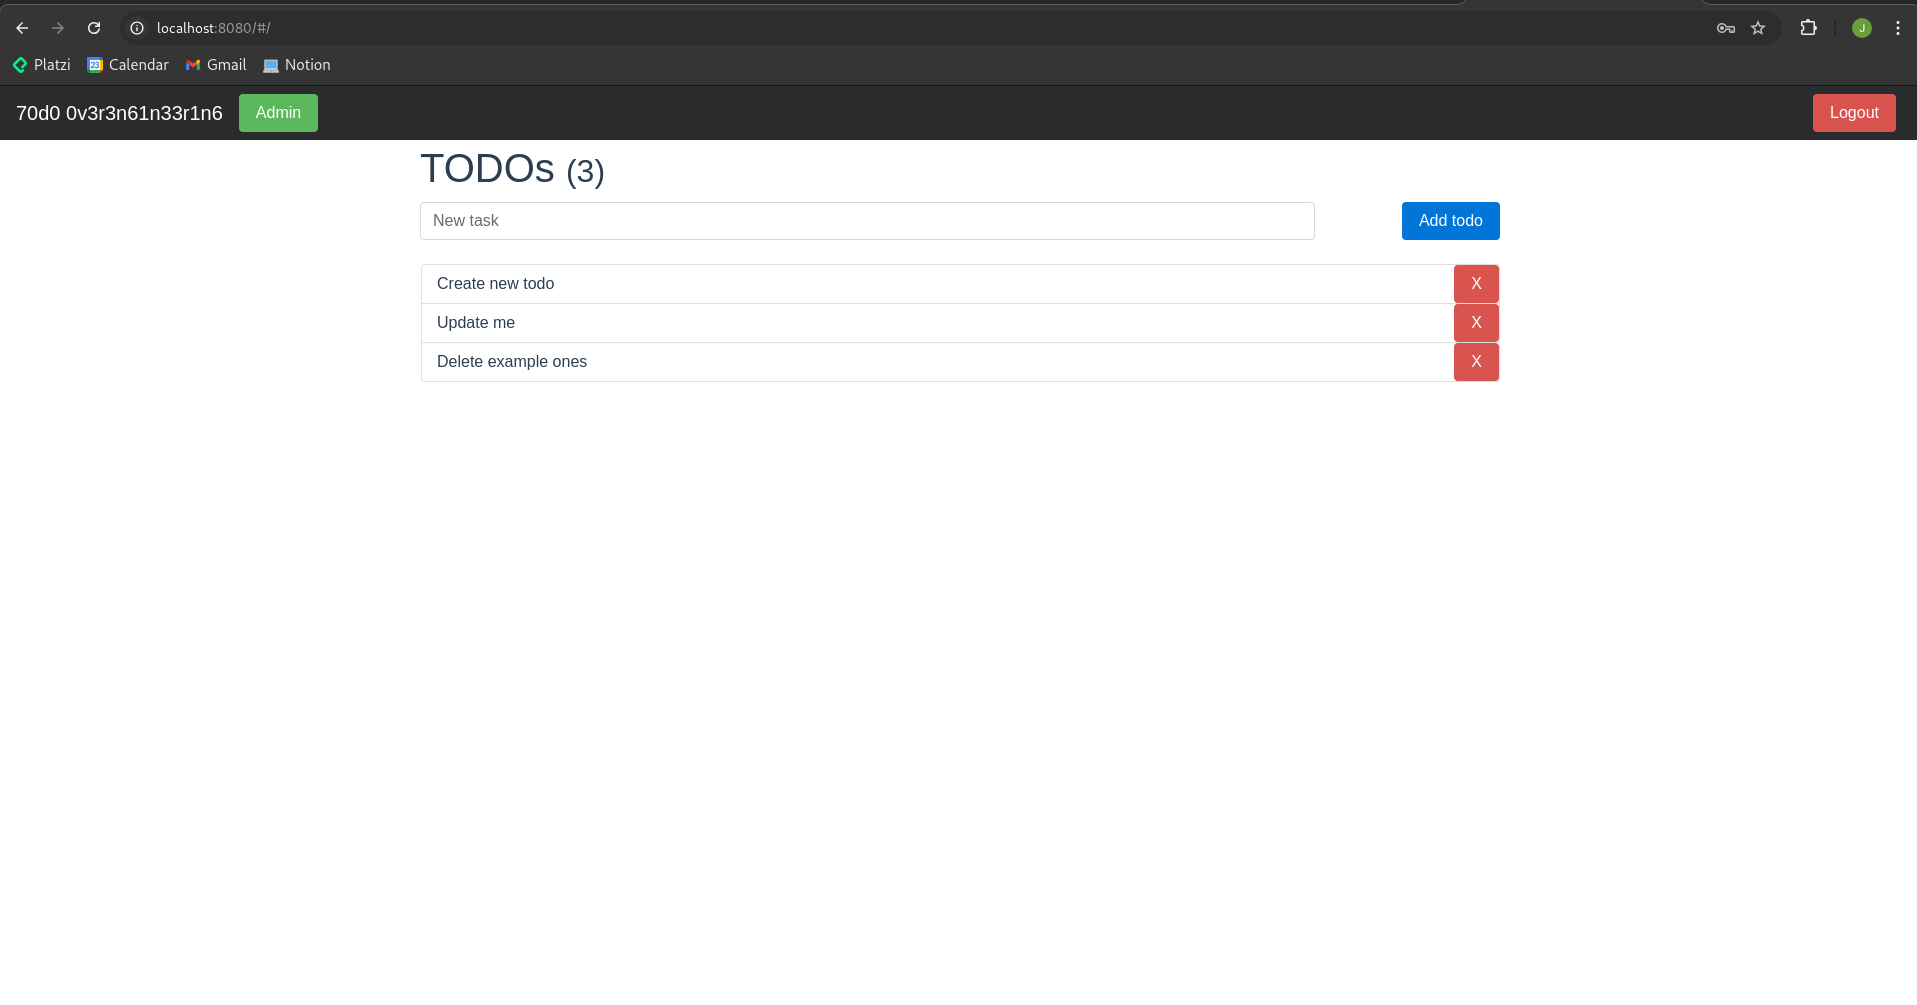 localhost:8080/#/
J
Platzi 23 Calendar Gmail Notion
70d0 0v3r3n61n33r1n6 Admin Logout
TODOs (3)
New task Add todo
Create new todo X
Update me X
Delete example ones X